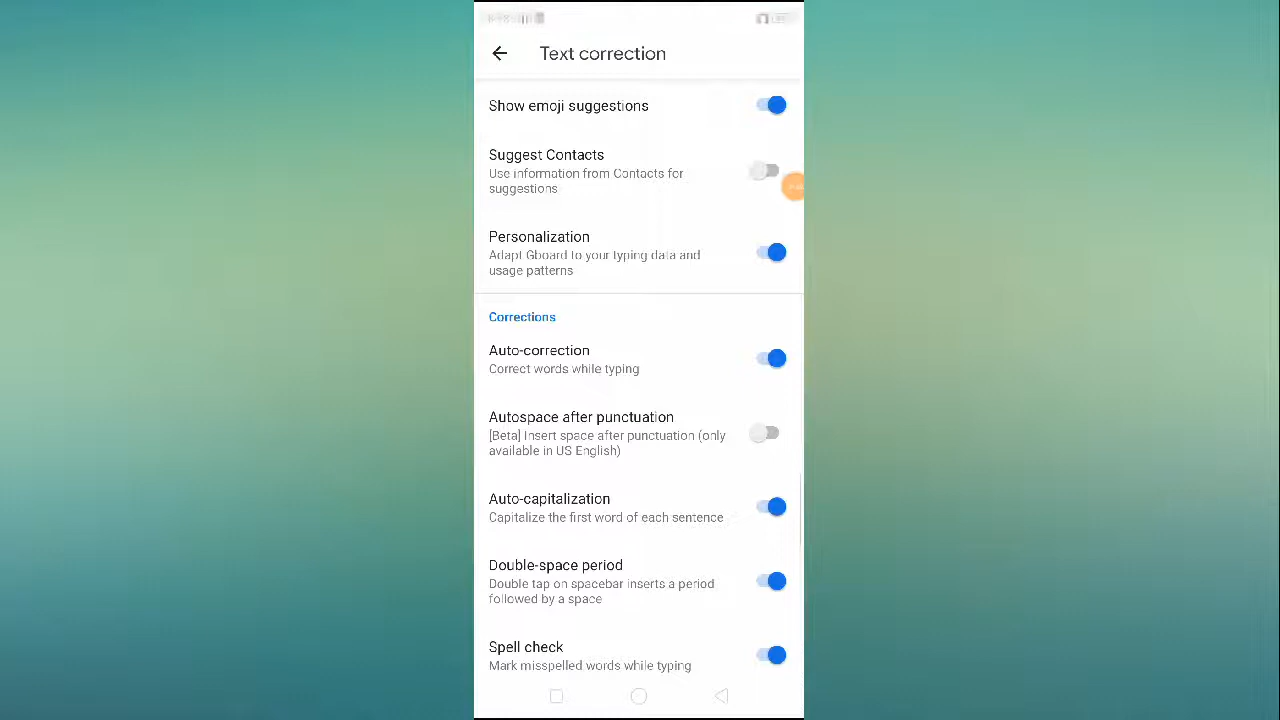 Text correction
Show emoji suggestions
Suggest Contacts
Use information from Contacts for
suggestions
Personalization
Adapt Gboard to your typing data and
usage patterns
Corrections
Auto-correction
Correct words while typing
Autospace after punctuation
[Beta] Insert space after punctuation (only
available in US English)
Auto-capitalization
Capitalize the first word of each sentence
Double-space period
Double tap on spacebar inserts a period
followed by a space
Spell check
Mark misspelled words while typing